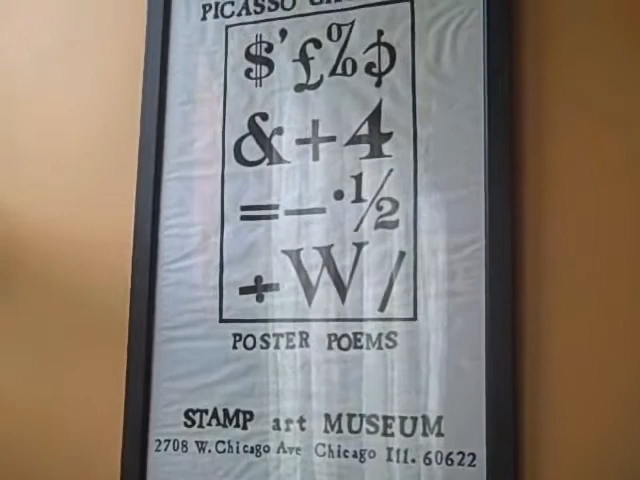 PICASSO
$'£%¢
&+4
=–·½
+W/
POSTER POEMS
STAMP art MUSEUM
2708 W. Chicago Ave Chicago Ill. 60622